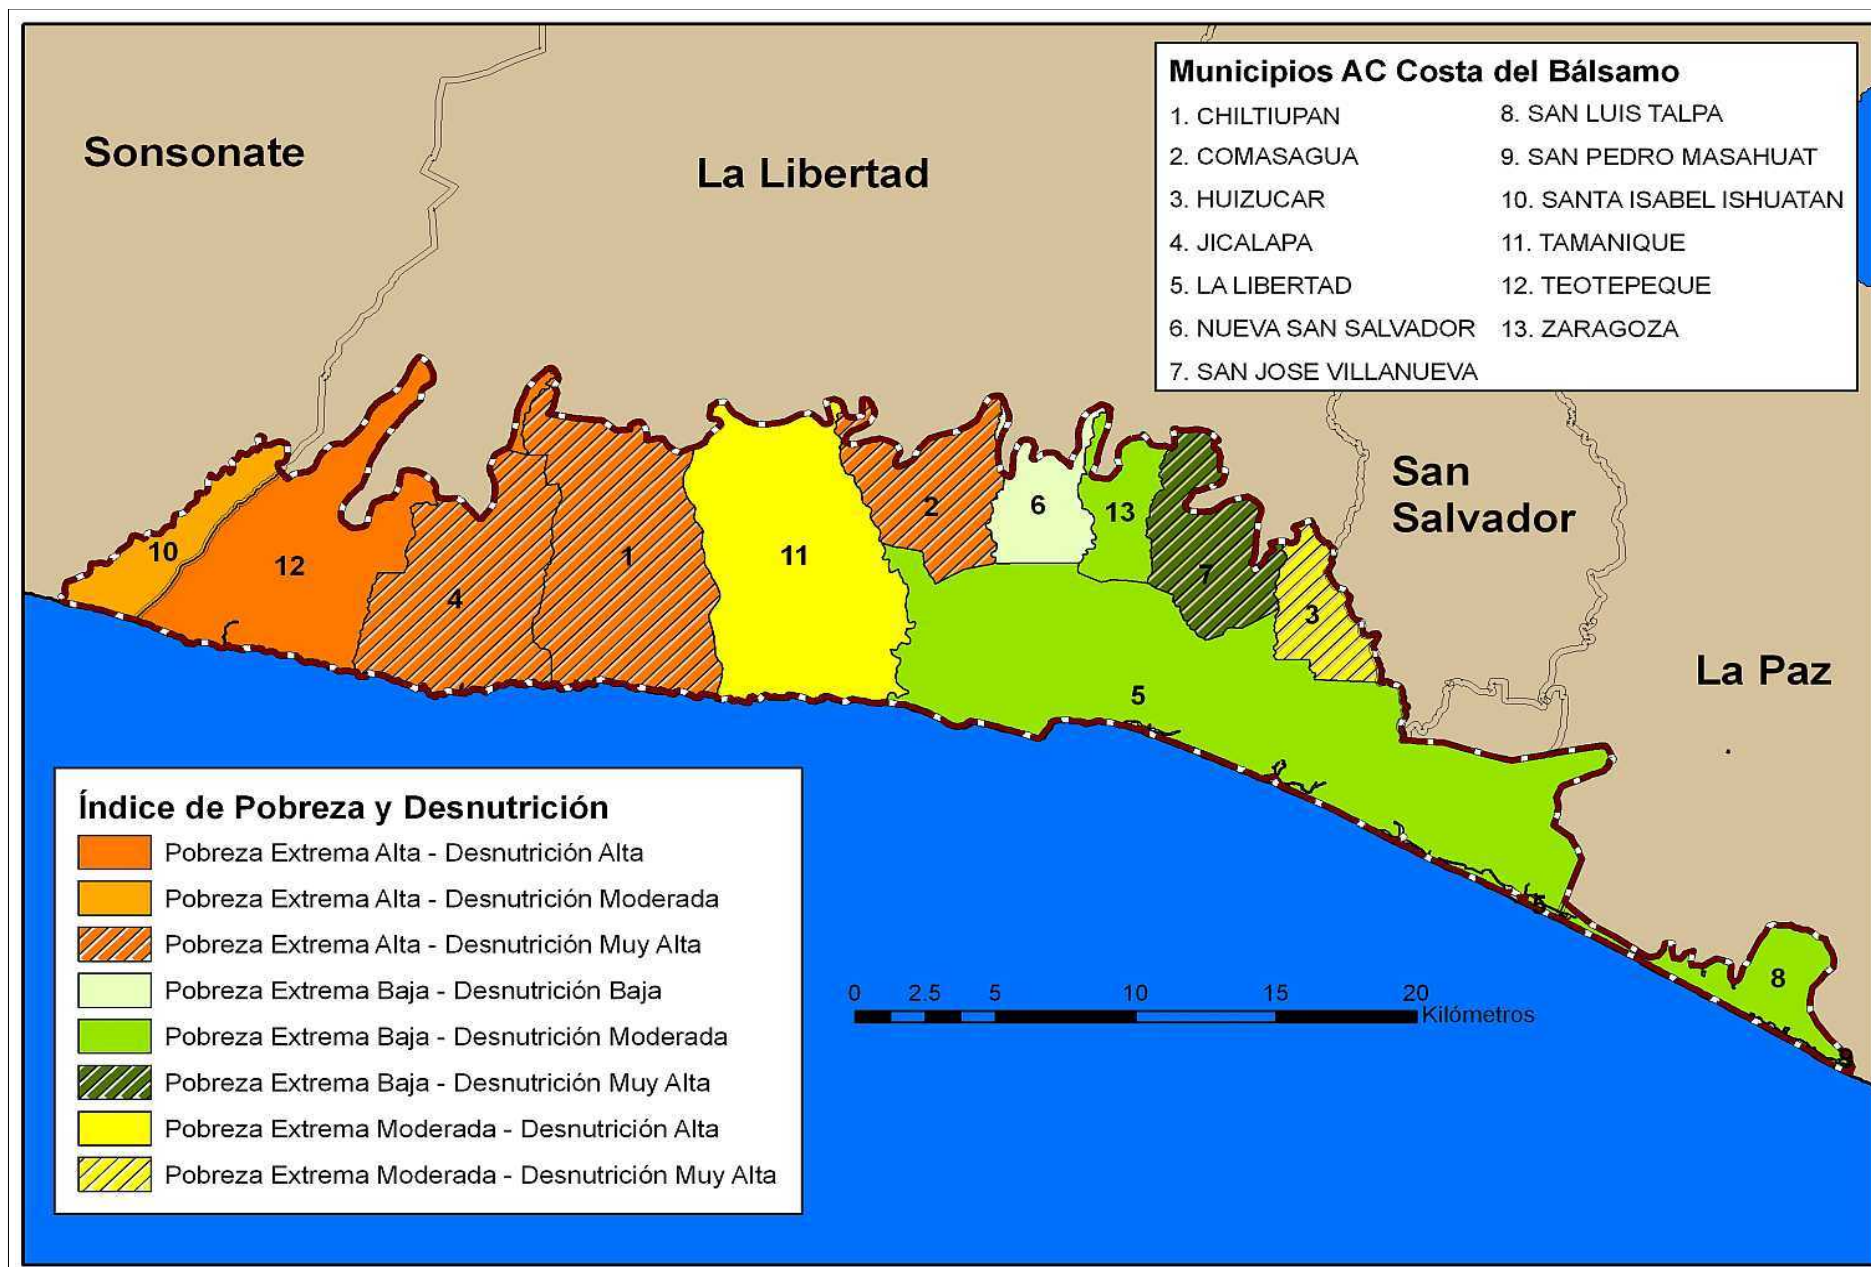 Municipios AC Costa del Bálsamo
1. CHILTIUPAN
2. COMASAGUA
3. HUIZUCAR
4. JICALAPA
5. LA LIBERTAD
6. NUEVA SAN SALVADOR
7. SAN JOSE VILLANUEVA
8. SAN LUIS TALPA
9. SAN PEDRO MASAHUAT
10. SANTA ISABEL ISHUATAN
11. TAMANIQUE
12. TEOTEPEQUE
13. ZARAGOZA
Sonsonate
La Libertad
San
Salvador
La Paz
10
12
4
1
11
2
6
13
7
3
5
8
Índice de Pobreza y Desnutrición
Pobreza Extrema Alta - Desnutrición Alta
Pobreza Extrema Alta - Desnutrición Moderada
Pobreza Extrema Alta - Desnutrición Muy Alta
Pobreza Extrema Baja - Desnutrición Baja
Pobreza Extrema Baja - Desnutrición Moderada
Pobreza Extrema Baja - Desnutrición Muy Alta
Pobreza Extrema Moderada - Desnutrición Alta
Pobreza Extrema Moderada - Desnutrición Muy Alta
0 2.5 5 10 15 20
Kilómetros